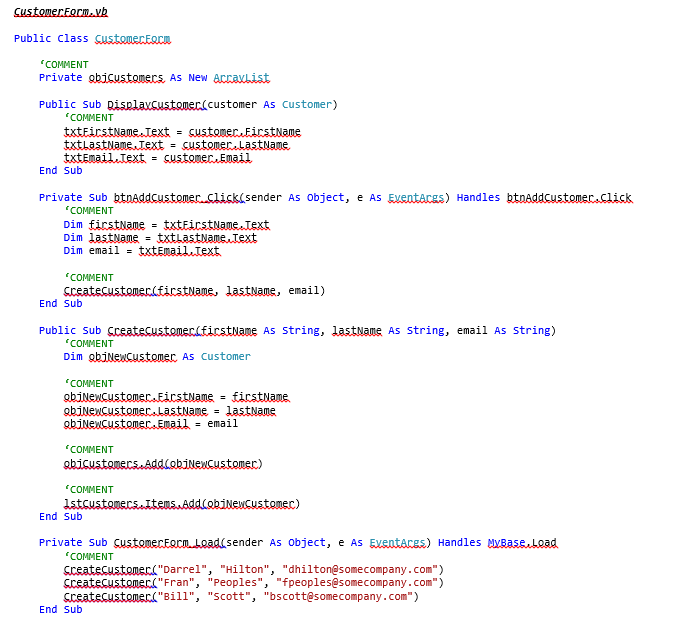 CustomerForm.vb
Public Class CustomerForm
‘COMMENT
Private objCustomers As New ArrayList
Public Sub DisplayCustomer(customer As Customer)
‘COMMENT
txtFirstName.Text = customer.FirstName
txtLastName.Text = customer.LastName
txtEmail.Text = customer.Email
End Sub
Private Sub btnAddCustomer_Click(sender As Object, e As EventArgs) Handles btnAddCustomer.Click
‘COMMENT
Dim firstName = txtFirstName.Text
Dim lastName = txtLastName.Text
Dim email = txtEmail.Text
‘COMMENT
CreateCustomer(firstName, lastName, email)
End Sub
Public Sub CreateCustomer(firstName As String, lastName As String, email As String)
‘COMMENT
Dim objNewCustomer As Customer
‘COMMENT
objNewCustomer.FirstName = firstName
objNewCustomer.LastName = lastName
objNewCustomer.Email = email
‘COMMENT
objCustomers.Add(objNewCustomer)
‘COMMENT
lstCustomers.Items.Add(objNewCustomer)
End Sub
Private Sub CustomerForm_Load(sender As Object, e As EventArgs) Handles MyBase.Load
‘COMMENT
CreateCustomer("Darrel", "Hilton", "dhilton@somecompany.com")
CreateCustomer("Fran", "Peoples", "fpeoples@somecompany.com")
CreateCustomer("Bill", "Scott", "bscott@somecompany.com")
End Sub